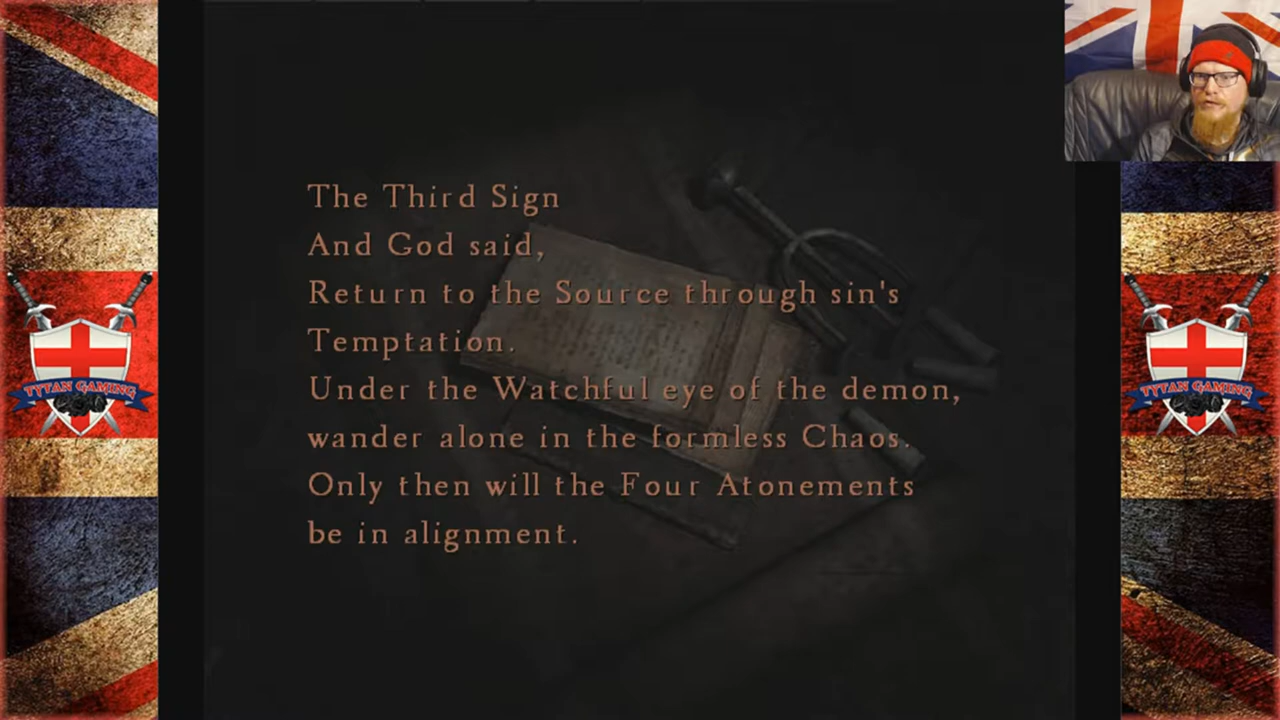 The Third Sign
And God said,
Return to the Source through sin's
Temptation.
Under the Watchful eye of the demon,
wander alone in the formless Chaos.
Only then will the Four Atonements
be in alignment.
TYTAN GAMING
TYTAN GAMING